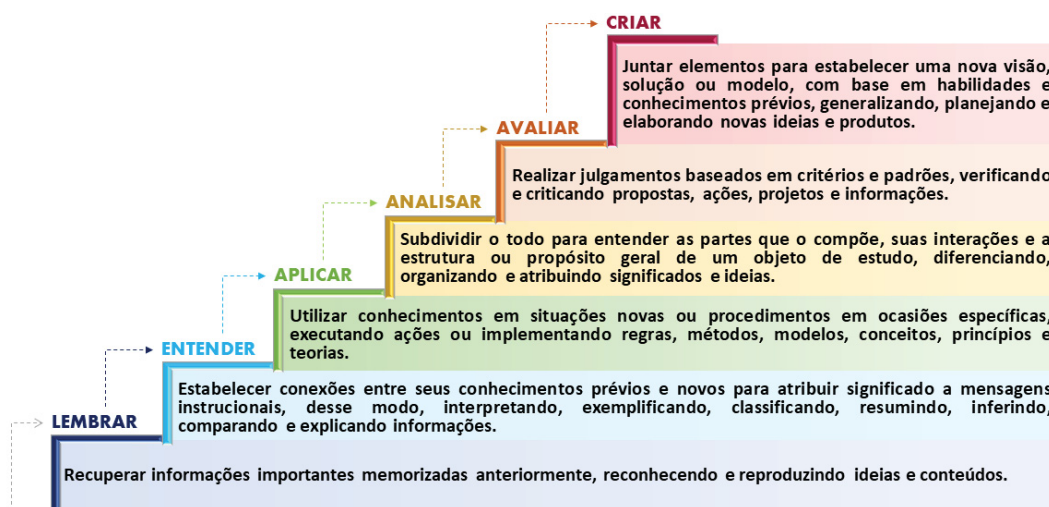 CRIAR
Juntar elementos para estabelecer uma nova visão,
solução ou modelo, com base em habilidades e
conhecimentos prévios, generalizando, planejando e
elaborando novas ideias e produtos.
AVALIAR
Realizar julgamentos baseados em critérios e padrões, verificando
e criticando propostas, ações, projetos e informações.
ANALISAR
Subdividir o todo para entender as partes que o compõe, suas interações e a
estrutura ou propósito geral de um objeto de estudo, diferenciando,
organizando e atribuindo significados e ideias.
APLICAR
Utilizar conhecimentos em situações novas ou procedimentos em ocasiões específicas,
executando ações ou implementando regras, métodos, modelos, conceitos, princípios e
teorias.
ENTENDER
Estabelecer conexões entre seus conhecimentos prévios e novos para atribuir significado a mensagens
instrucionais, desse modo, interpretando, exemplificando, classificando, resumindo, inferindo,
comparando e explicando informações.
LEMBRAR
Recuperar informações importantes memorizadas anteriormente, reconhecendo e reproduzindo ideias e conteúdos.